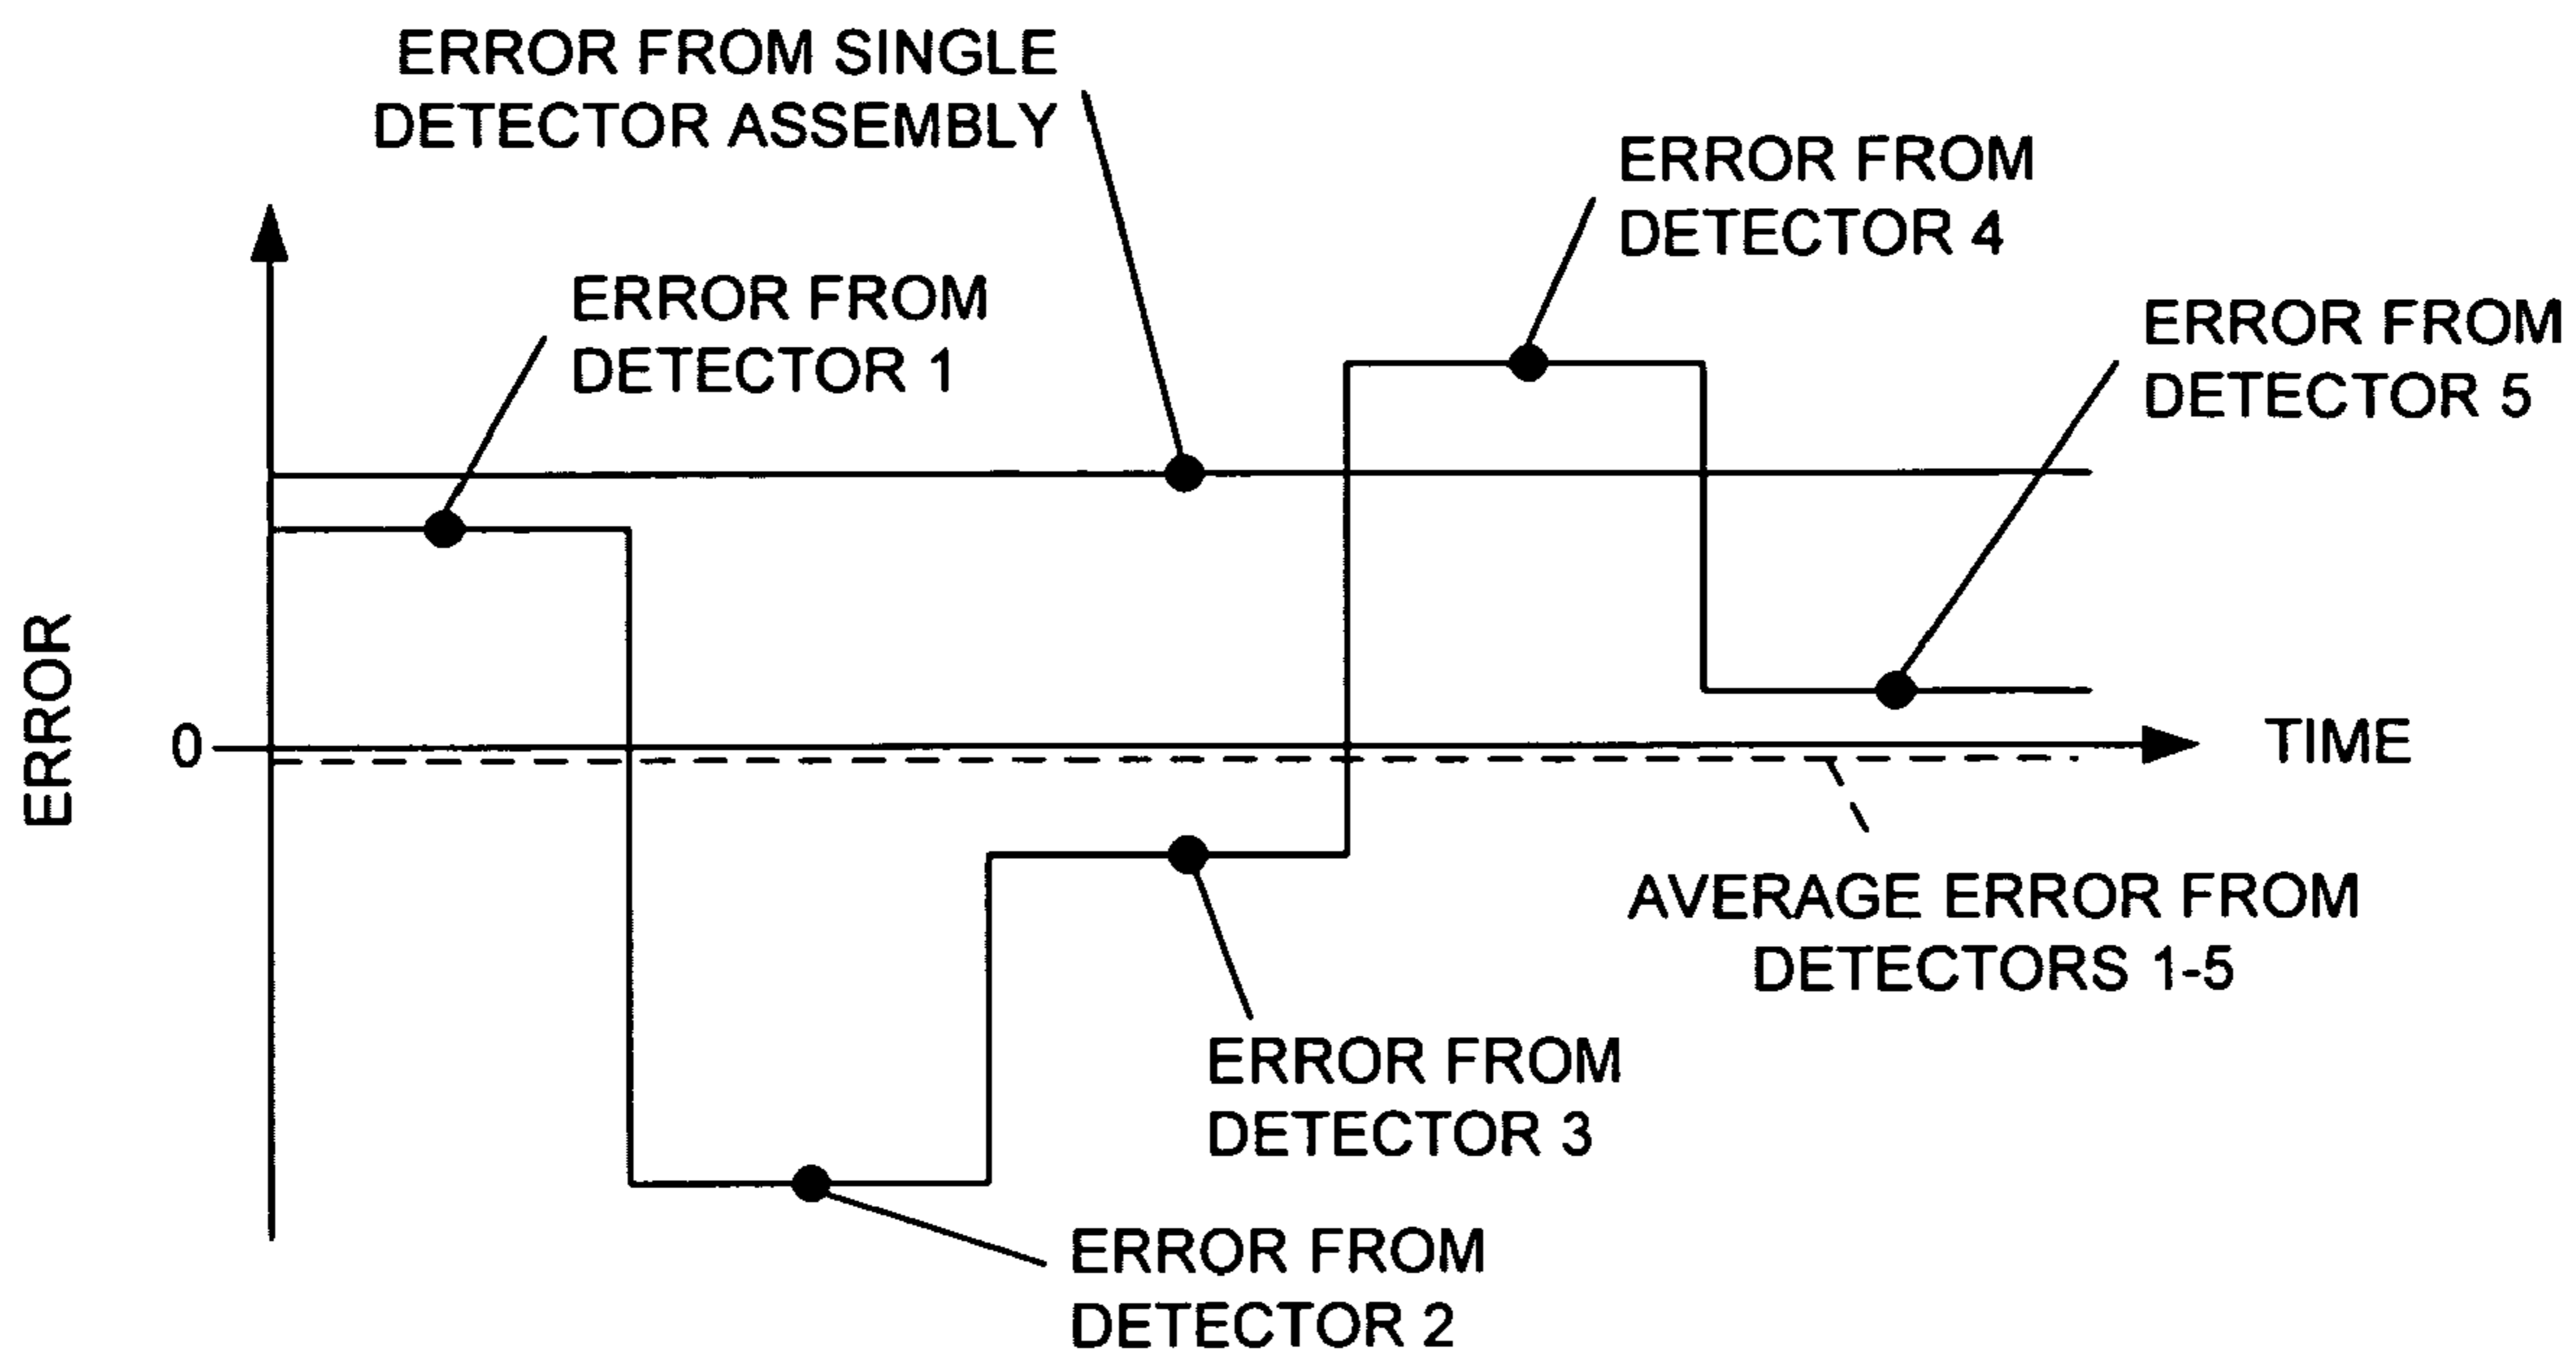 ERROR FROM SINGLE
DETECTOR ASSEMBLY
ERROR FROM
DETECTOR 4
ERROR FROM
DETECTOR 1
ERROR FROM
DETECTOR 5
ERROR
0
TIME
AVERAGE ERROR FROM
DETECTORS 1-5
ERROR FROM
DETECTOR 3
ERROR FROM
DETECTOR 2